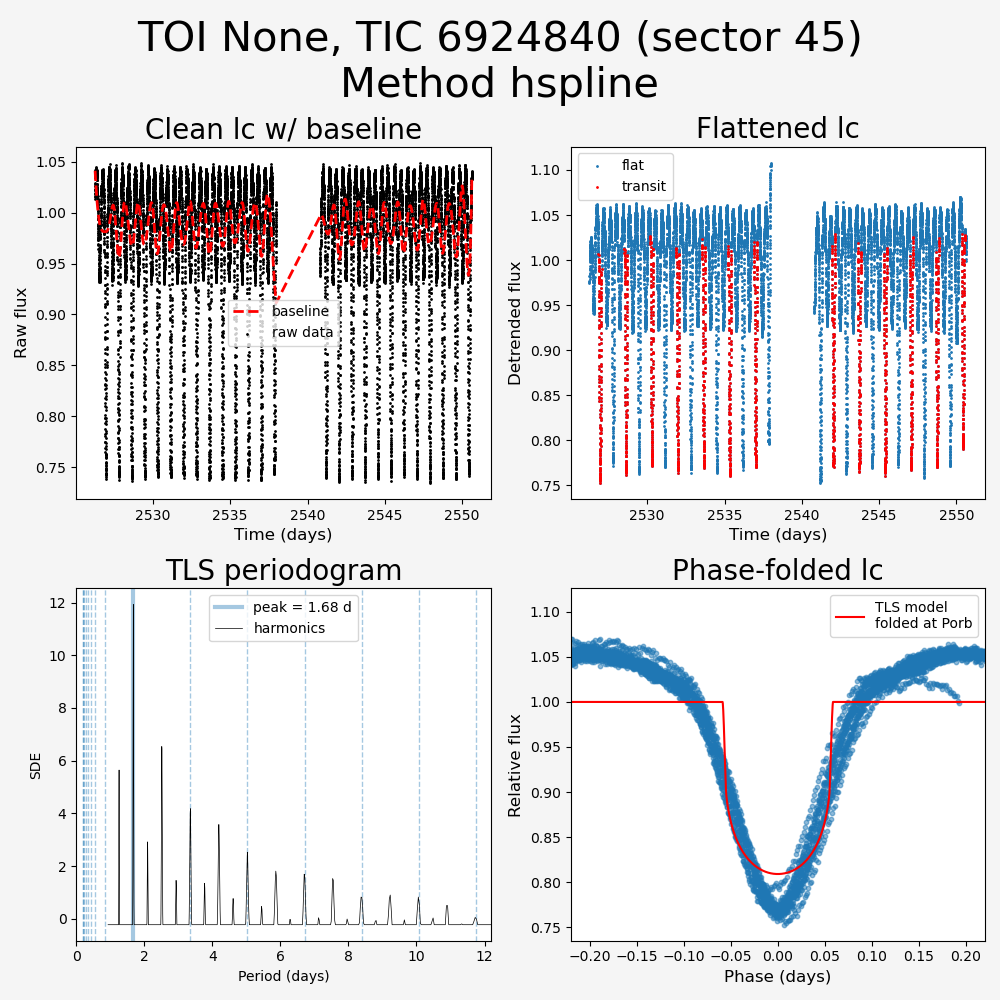 TOI None, TIC 6924840 (sector 45)
Method hspline
Clean lc w/ baseline
Raw flux
1.05
1.00
0.95
0.90
0.85
0.80
0.75
baseline
raw data
2530 2535 2540 2545 2550
Time (days)
Flattened lc
Detrended flux
1.10
1.05
1.00
0.95
0.90
0.85
0.80
0.75
flat
transit
2530 2535 2540 2545 2550
Time (days)
TLS periodogram
SDE
12
10
8
6
4
2
0
peak = 1.68 d
harmonics
0 2 4 6 8 10 12
Period (days)
Phase-folded lc
Relative flux
1.10
1.05
1.00
0.95
0.90
0.85
0.80
0.75
TLS model
folded at Porb
−0.20 −0.15 −0.10 −0.05 0.00 0.05 0.10 0.15 0.20
Phase (days)